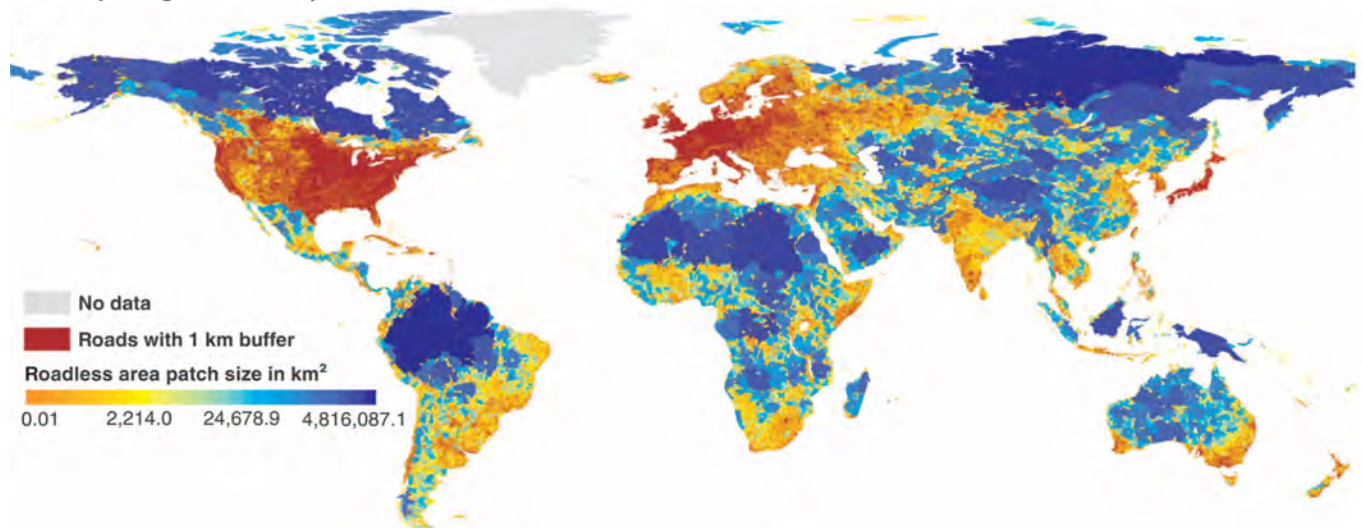 No data
Roads with 1 km buffer
Roadless area patch size in km²
0.01 2,214.0 24,678.9 4,816,087.1